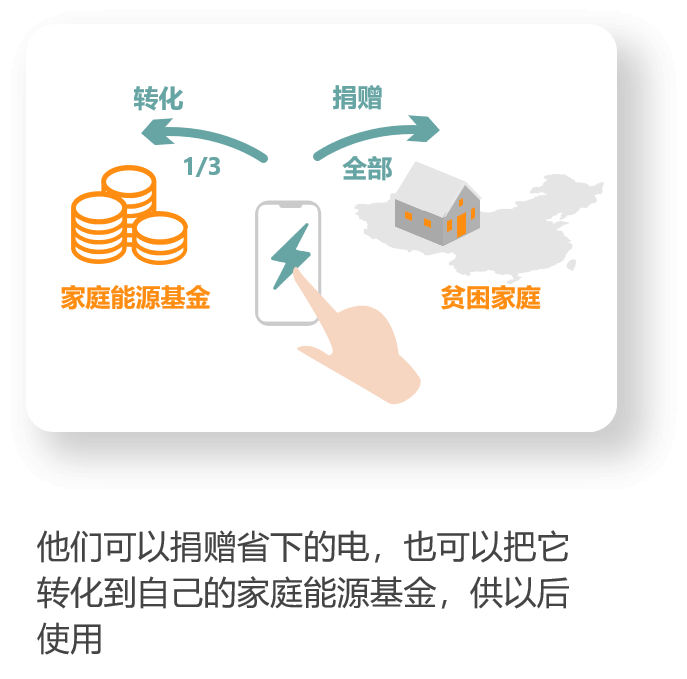 转化
捐赠
1/3
全部
家庭能源基金
贫困家庭
他们可以捐赠省下的电，也可以把它
转化到自己的家庭能源基金，供以后
使用